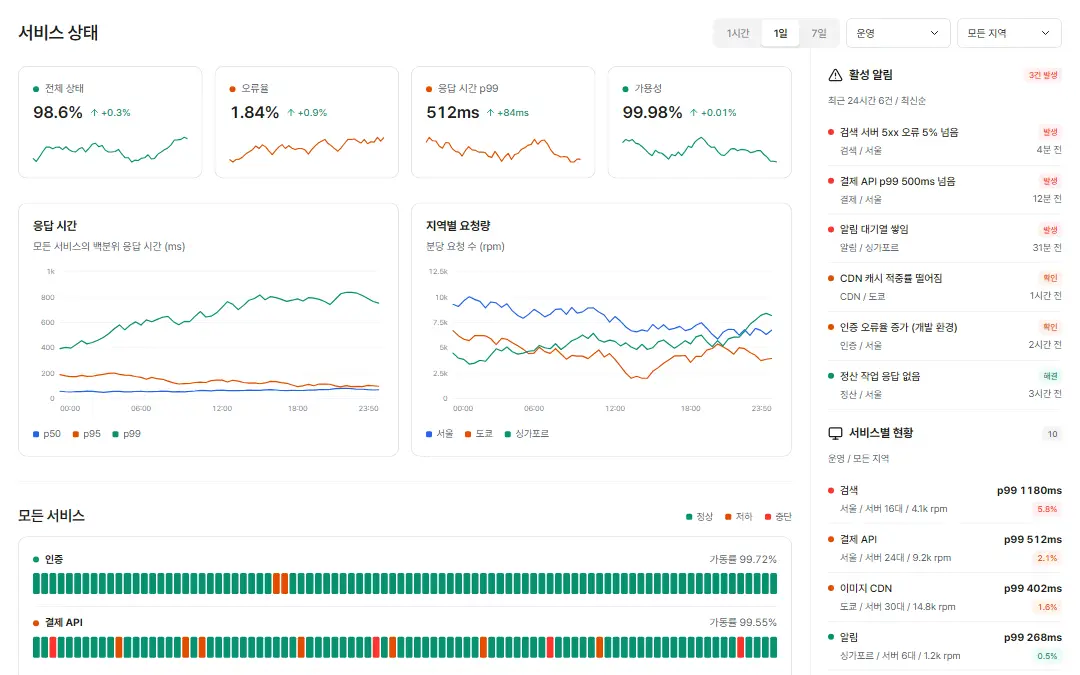 서비스 상태
1시간 1일 7일 운영 모든 지역
전체 상태
98.6% ↑ +0.3%
오류율
1.84% ↑ +0.9%
응답 시간 p99
512ms ↑ +84ms
가용성
99.98% ↑ +0.01%
응답 시간
모든 서비스의 백분위 응답 시간 (ms)
1k
800
600
400
200
0
00:00 06:00 12:00 18:00 23:50
p50 p95 p99
지역별 요청량
분당 요청 수 (rpm)
12.5k
10k
7.5k
5k
2.5k
0
00:00 06:00 12:00 18:00 23:50
서울 도쿄 싱가포르
모든 서비스
정상 저하 중단
인증 가동률 99.72%
결제 API 가동률 99.55%
활성 알림 3건 발생
최근 24시간 6건 / 최신순
검색 서버 5xx 오류 5% 넘음 발생
검색 / 서울 4분 전
결제 API p99 500ms 넘음 발생
결제 / 서울 12분 전
알림 대기열 쌓임 발생
알림 / 싱가포르 31분 전
CDN 캐시 적중률 떨어짐 확인
CDN / 도쿄 1시간 전
인증 오류율 증가 (개발 환경) 확인
인증 / 서울 2시간 전
정산 작업 응답 없음 해결
정산 / 서울 3시간 전
서비스별 현황 10
운영 / 모든 지역
검색 p99 1180ms
서울 / 서버 16대 / 4.1k rpm 5.8%
결제 API p99 512ms
서울 / 서버 24대 / 9.2k rpm 2.1%
이미지 CDN p99 402ms
도쿄 / 서버 30대 / 14.8k rpm 1.6%
알림 p99 268ms
싱가포르 / 서버 6대 / 1.2k rpm 0.5%